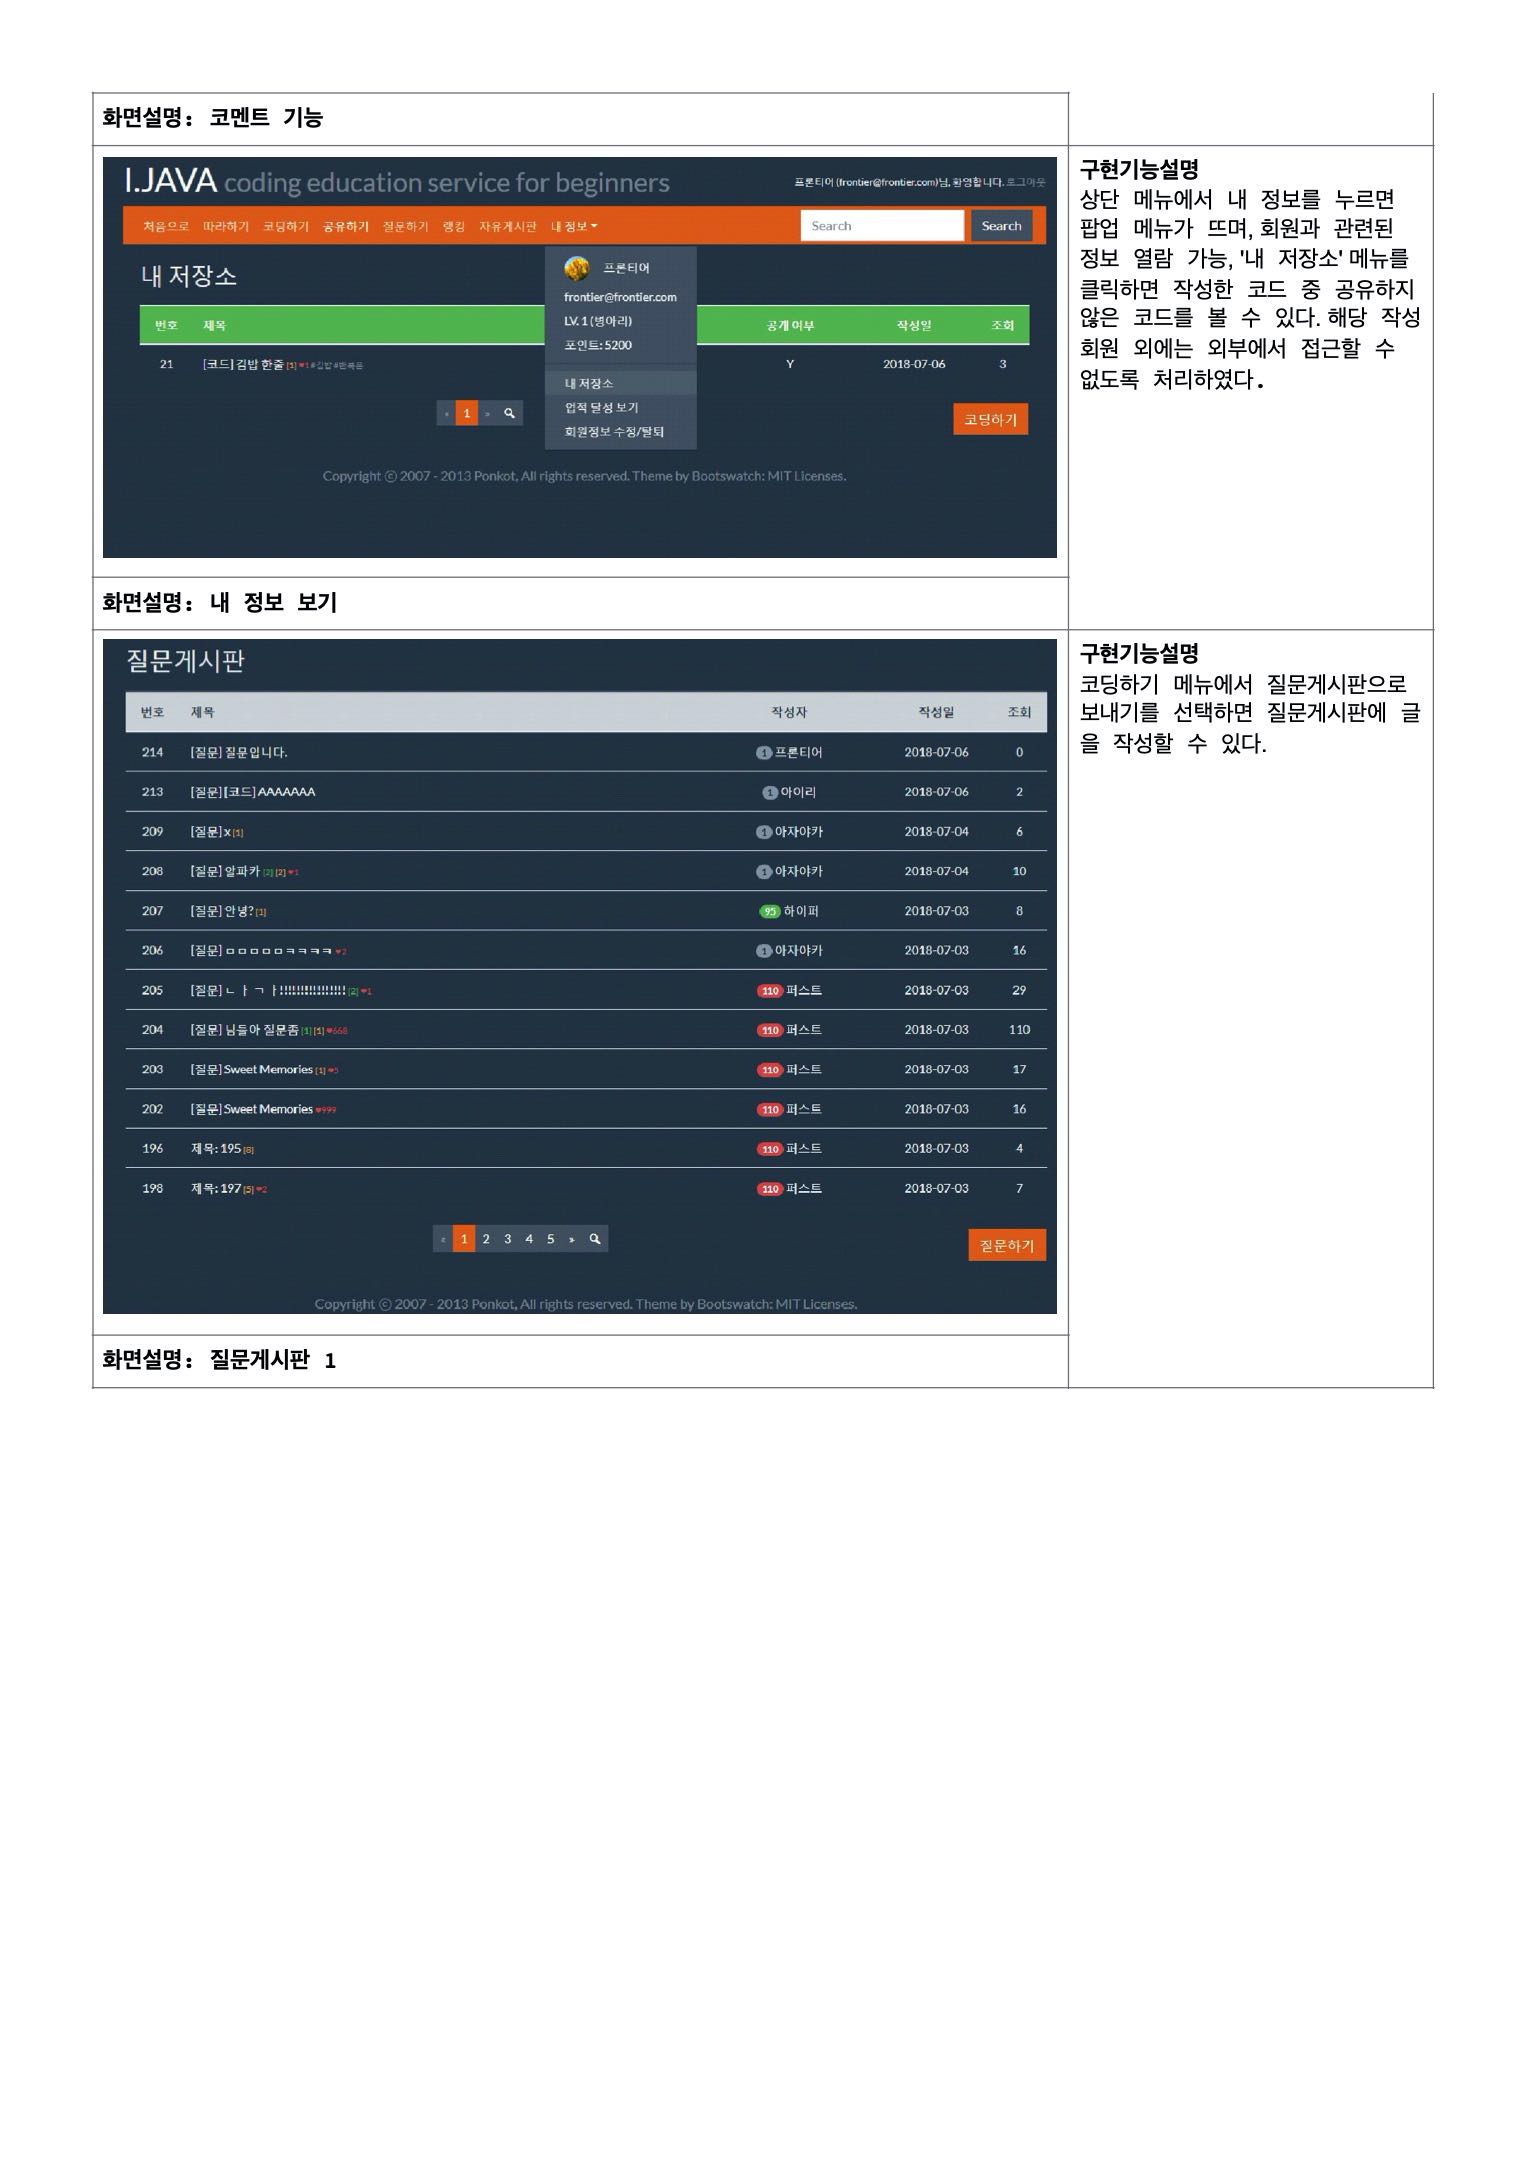 화면설명: 코멘트 기능
I.JAVA coding education service for beginners
프론티어 (frontier@frontier.com)님, 환영합니다. 로그아웃
처음으로 따라하기 코딩하기 공유하기 질문하기 랭킹 자유게시판 내 정보
Search Search
내 저장소
프론티어
frontier@frontier.com
LV. 1 (병아리)
포인트: 5200
내 저장소
업적 달성 보기
회원정보 수정/탈퇴
번호 제목 공개 여부 작성일 조회
21 [코드] 김밥 한줄 [1] ♥1 #김밥 #반복문 Y 2018-07-06 3
« 1 »
코딩하기
Copyright ⓒ 2007 - 2013 Ponkot, All rights reserved. Theme by Bootswatch: MIT Licenses.
구현기능설명
상단 메뉴에서 내 정보를 누르면
팝업 메뉴가 뜨며, 회원과 관련된
정보 열람 가능, '내 저장소' 메뉴를
클릭하면 작성한 코드 중 공유하지
않은 코드를 볼 수 있다. 해당 작성
회원 외에는 외부에서 접근할 수
없도록 처리하였다.
화면설명: 내 정보 보기
질문게시판
번호 제목 작성자 작성일 조회
214 [질문] 질문입니다. 1 프론티어 2018-07-06 0
213 [질문] [코드] AAAAAAA 1 아이리 2018-07-06 2
209 [질문] x [1] 1 아자야카 2018-07-04 6
208 [질문] 알파카 [2] [2] ♥1 1 아자야카 2018-07-04 10
207 [질문] 안녕? [1] 95 하이퍼 2018-07-03 8
206 [질문] ㅁㅁㅁㅁㅁㅋㅋㅋㅋ ♥2 1 아자야카 2018-07-03 16
205 [질문] ㄴㅏㄱㅏ!!!!!!!!!!!!!!!! [2] ♥1 110 퍼스트 2018-07-03 29
204 [질문] 님들아 질문좀 [1] [1] ♥668 110 퍼스트 2018-07-03 110
203 [질문] Sweet Memories [1] ♥5 110 퍼스트 2018-07-03 17
202 [질문] Sweet Memories ♥999 110 퍼스트 2018-07-03 16
196 제목: 195 [8] 110 퍼스트 2018-07-03 4
198 제목: 197 [5] ♥2 110 퍼스트 2018-07-03 7
« 1 2 3 4 5 »
질문하기
Copyright ⓒ 2007 - 2013 Ponkot, All rights reserved. Theme by Bootswatch: MIT Licenses.
구현기능설명
코딩하기 메뉴에서 질문게시판으로
보내기를 선택하면 질문게시판에 글
을 작성할 수 있다.
화면설명: 질문게시판 1